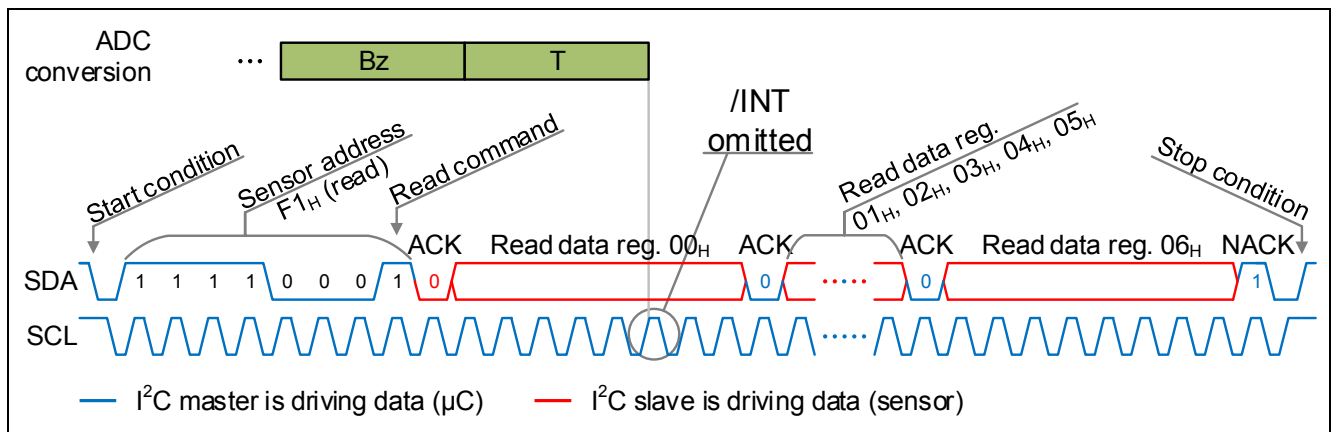 ADC
conversion
... Bz T
/INT
omitted
Start condition
Sensor address
F1H (read)
Read command
Read data reg.
01H, 02H, 03H, 04H, 05H
Stop condition
ACK Read data reg. 00H ACK ACK Read data reg. 06H NACK
SDA 1 1 1 1 0 0 0 1 0 0 ..... 0 1
SCL .....
I2C master is driving data (µC) I2C slave is driving data (sensor)